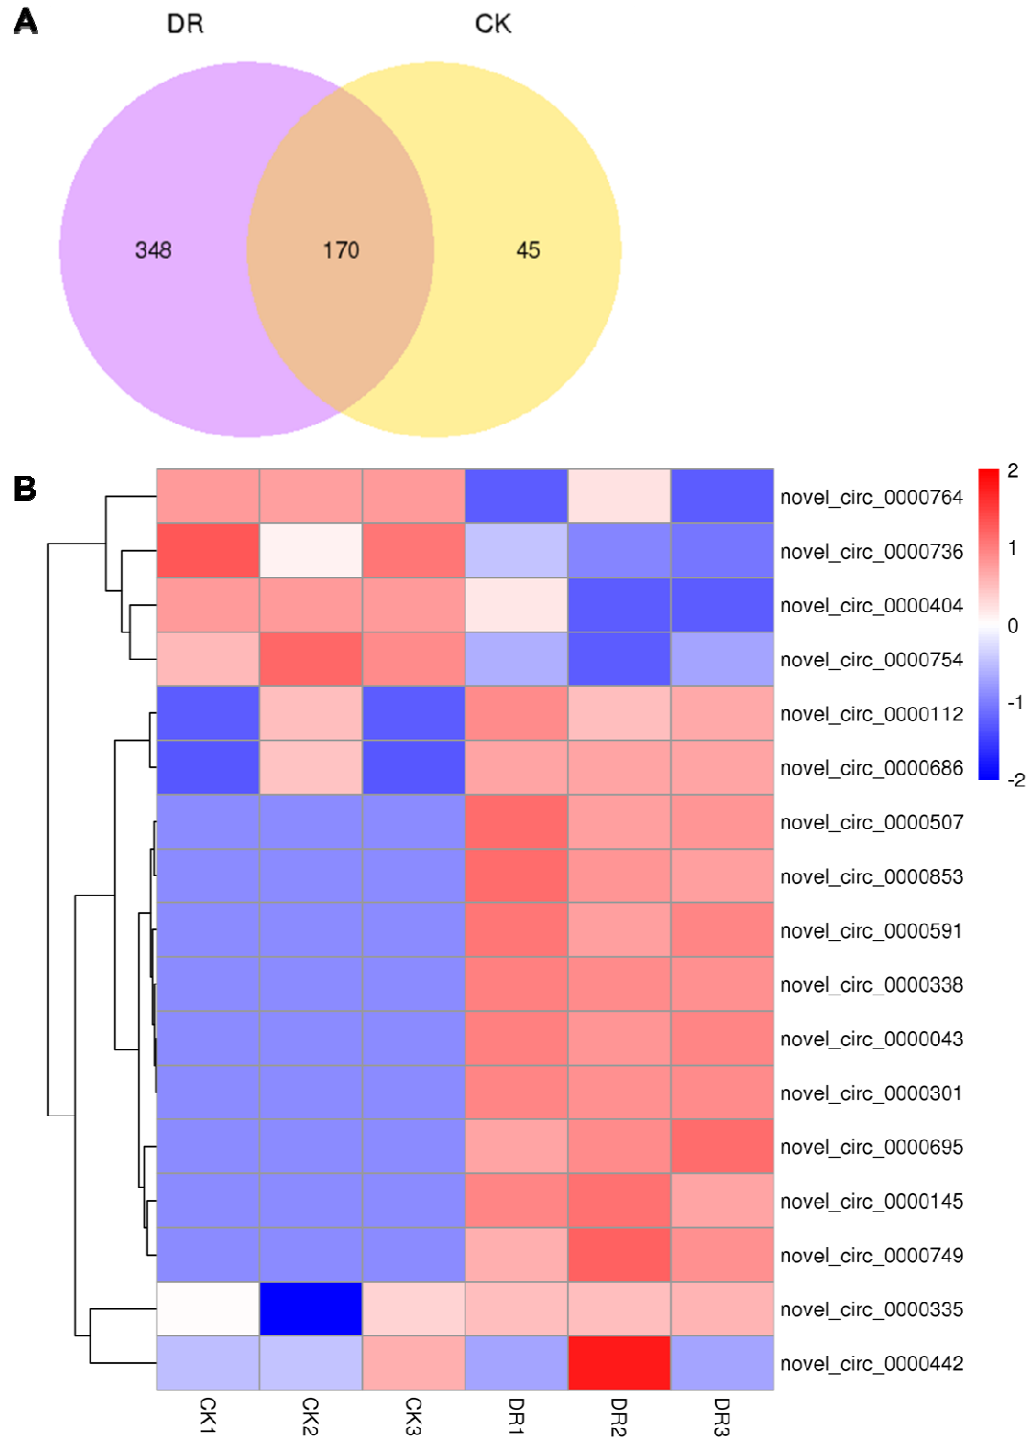 A
DR
CK
348
170
45
B
2
1
0
-1
-2
novel_circ_0000764
novel_circ_0000736
novel_circ_0000404
novel_circ_0000754
novel_circ_0000112
novel_circ_0000686
novel_circ_0000507
novel_circ_0000853
novel_circ_0000591
novel_circ_0000338
novel_circ_0000043
novel_circ_0000301
novel_circ_0000695
novel_circ_0000145
novel_circ_0000749
novel_circ_0000335
novel_circ_0000442
CK1
CK2
CK3
DR1
DR2
DR3